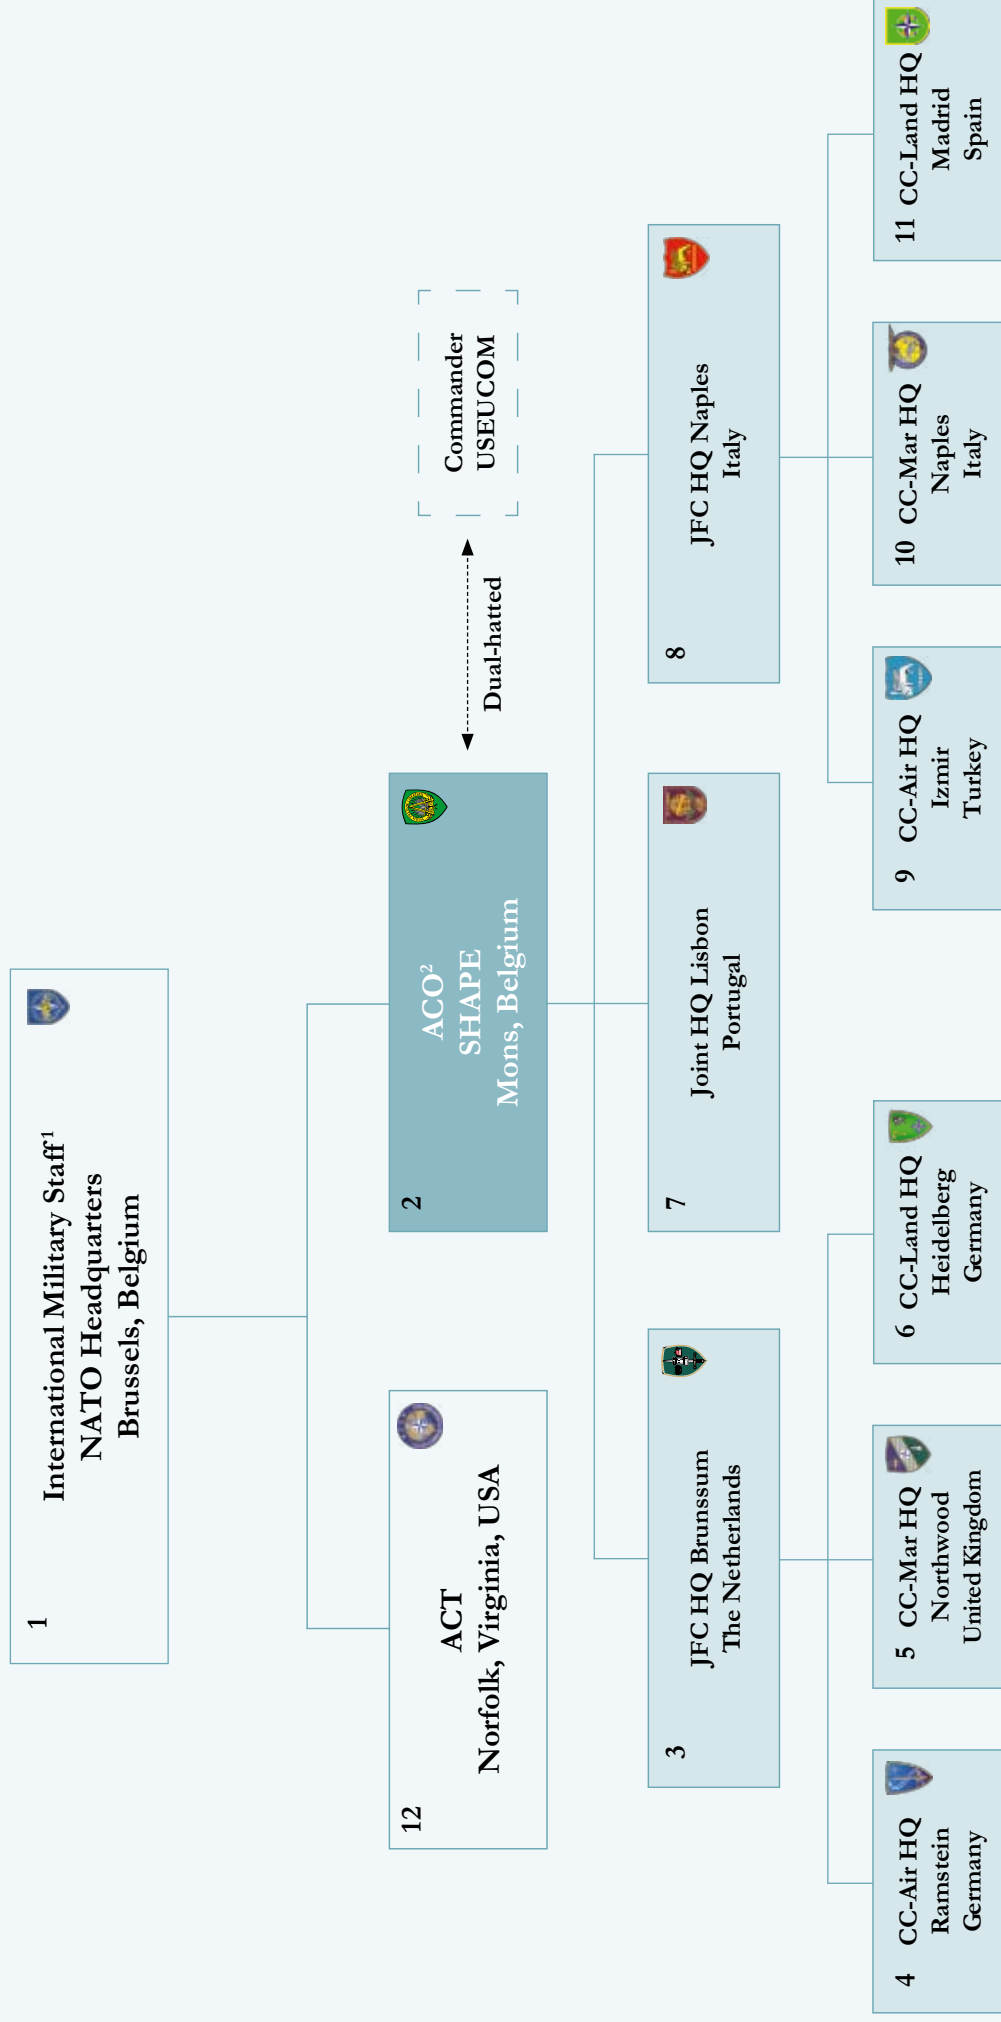 1
International Military Staff¹
NATO Headquarters
Brussels, Belgium
12
ACT
Norfolk, Virginia, USA
2
ACO²
SHAPE
Mons, Belgium
Dual-hatted
Commander
USEUCOM
3
JFC HQ Brunssum
The Netherlands
7
Joint HQ Lisbon
Portugal
8
JFC HQ Naples
Italy
4 CC-Air HQ
Ramstein
Germany
5 CC-Mar HQ
Northwood
United Kingdom
6 CC-Land HQ
Heidelberg
Germany
9 CC-Air HQ
Izmir
Turkey
10 CC-Mar HQ
Naples
Italy
11 CC-Land HQ
Madrid
Spain